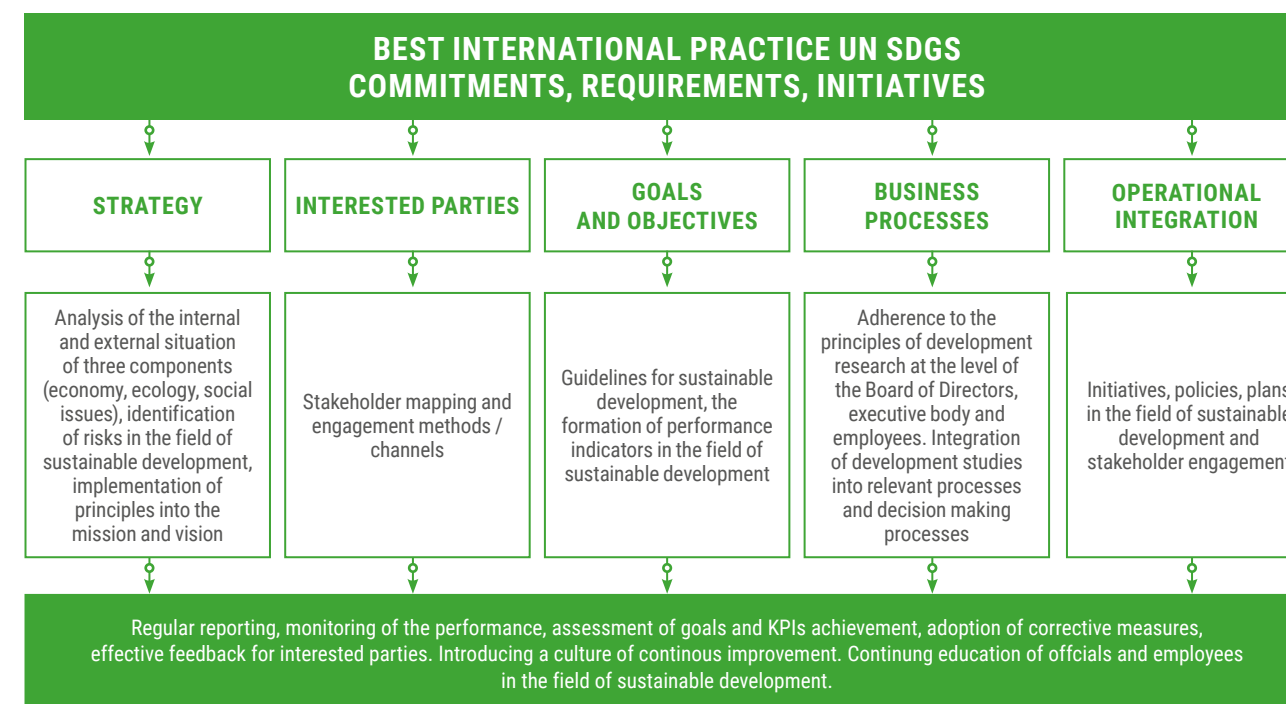 BEST INTERNATIONAL PRACTICE UN SDGS
COMMITMENTS, REQUIREMENTS, INITIATIVES
STRATEGY
INTERESTED PARTIES
GOALS
AND OBJECTIVES
BUSINESS
PROCESSES
OPERATIONAL
INTEGRATION
Analysis of the internal
and external situation
of three components
(economy, ecology, social
issues), identification
of risks in the field of
sustainable development,
implementation of
principles into the
mission and vision
Stakeholder mapping and
engagement methods /
channels
Guidelines for sustainable
development, the
formation of performance
indicators in the field of
sustainable development
Adherence to the
principles of development
research at the level of
the Board of Directors,
executive body and
employees. Integration
of development studies
into relevant processes
and decision making
processes
Initiatives, policies, plans
in the field of sustainable
development and
stakeholder engagement
Regular reporting, monitoring of the performance, assessment of goals and KPIs achievement, adoption of corrective measures,
effective feedback for interested parties. Introducing a culture of continous improvement. Continung education of offcials and employees
in the field of sustainable development.